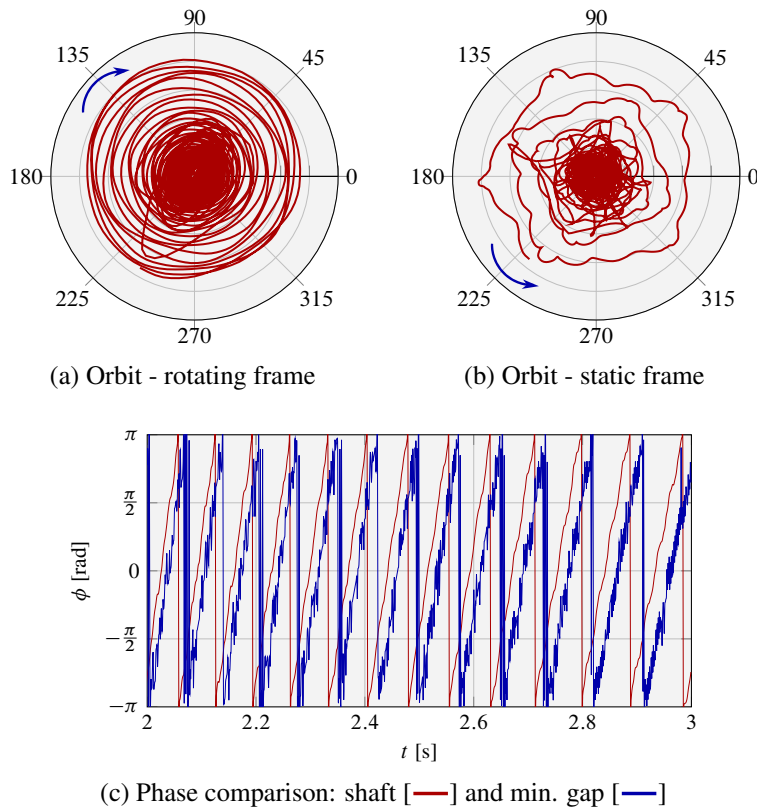 90
135
45
180
0
225
315
270
(a) Orbit - rotating frame
90
135
45
180
0
225
315
270
(b) Orbit - static frame
π
π/2
0
−π/2
−π
ϕ [rad]
2 2.2 2.4 2.6 2.8 3
t [s]
(c) Phase comparison: shaft [—] and min. gap [—]